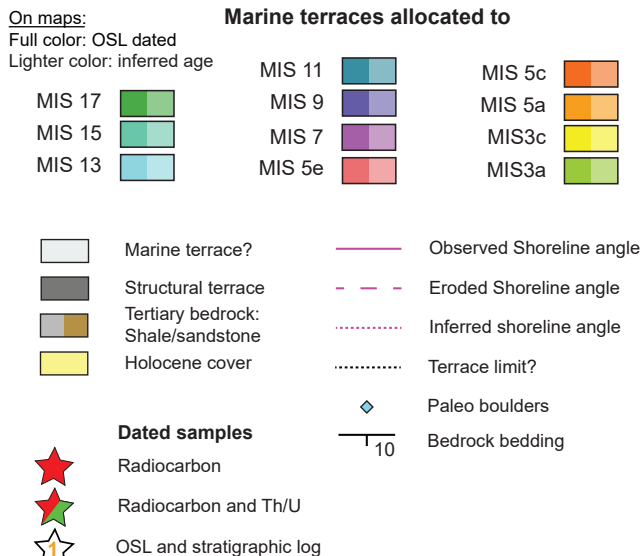 On maps:
Full color: OSL dated
Lighter color: inferred age
Marine terraces allocated to
MIS 17
MIS 15
MIS 13
MIS 11
MIS 9
MIS 7
MIS 5e
MIS 5c
MIS 5a
MIS3c
MIS3a
Marine terrace?
Structural terrace
Tertiary bedrock:
Shale/sandstone
Holocene cover
Observed Shoreline angle
Eroded Shoreline angle
Inferred shoreline angle
Terrace limit?
Paleo boulders
10
Bedrock bedding
Dated samples
Radiocarbon
Radiocarbon and Th/U
1
OSL and stratigraphic log